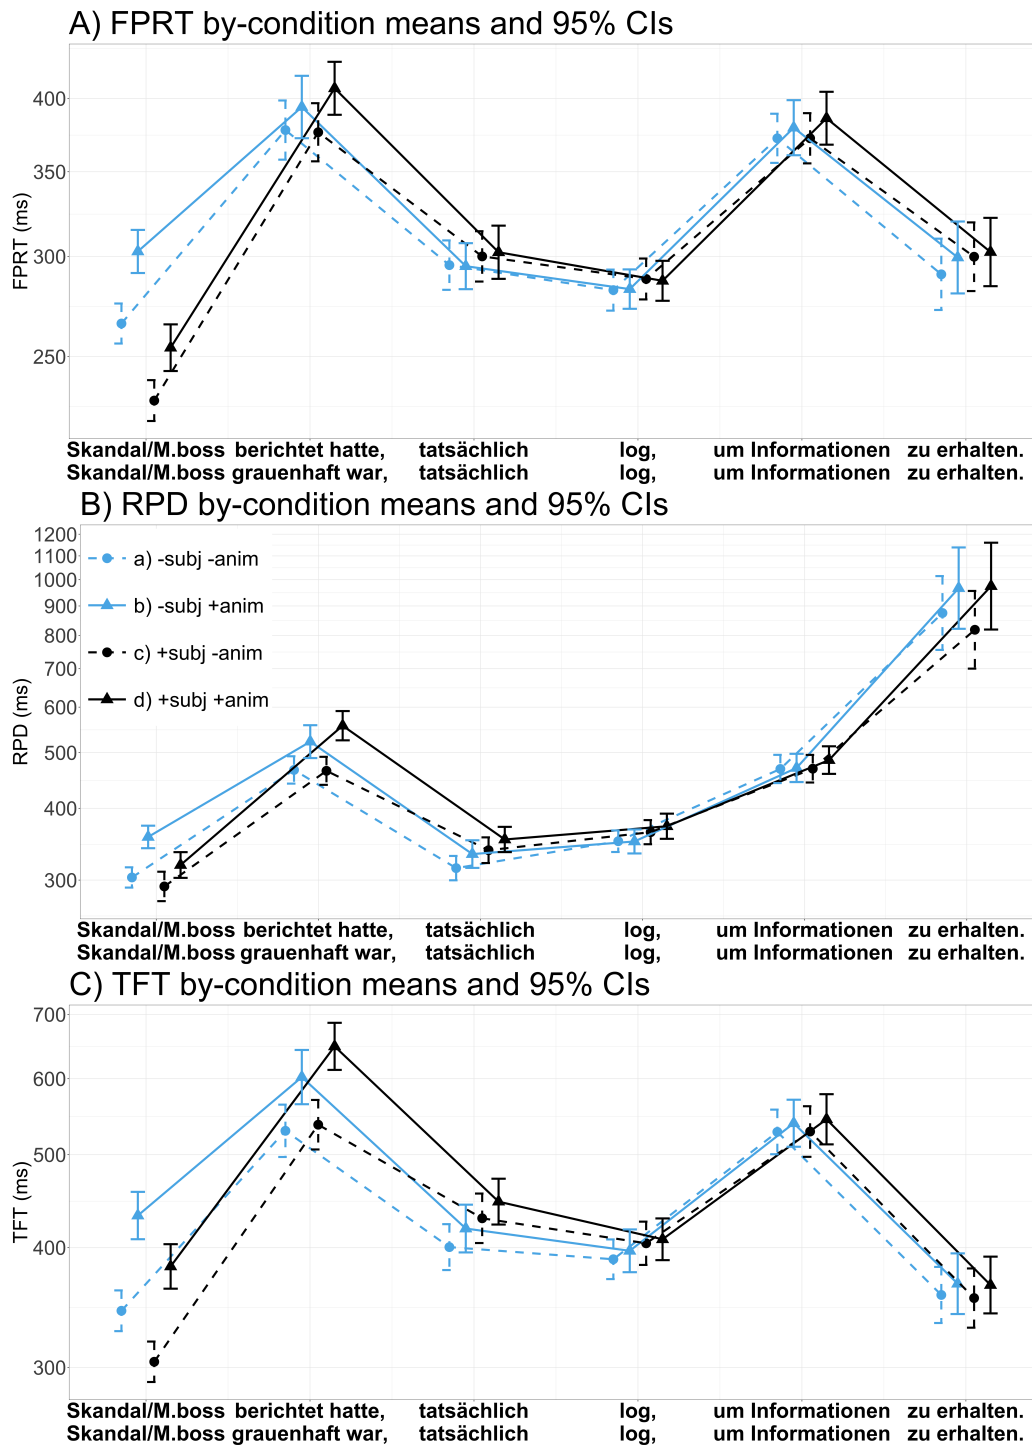 A) FPRT by-condition means and 95% CIs
FPRT (ms)
400
350
300
250
Skandal/M.boss berichtet hatte, tatsächlich log, um Informationen zu erhalten.
Skandal/M.boss grauenhaft war, tatsächlich log, um Informationen zu erhalten.
B) RPD by-condition means and 95% CIs
RPD (ms)
1200
1100
1000
900
800
700
600
500
400
300
a) -subj -anim
b) -subj +anim
c) +subj -anim
d) +subj +anim
Skandal/M.boss berichtet hatte, tatsächlich log, um Informationen zu erhalten.
Skandal/M.boss grauenhaft war, tatsächlich log, um Informationen zu erhalten.
C) TFT by-condition means and 95% CIs
TFT (ms)
700
600
500
400
300
Skandal/M.boss berichtet hatte, tatsächlich log, um Informationen zu erhalten.
Skandal/M.boss grauenhaft war, tatsächlich log, um Informationen zu erhalten.